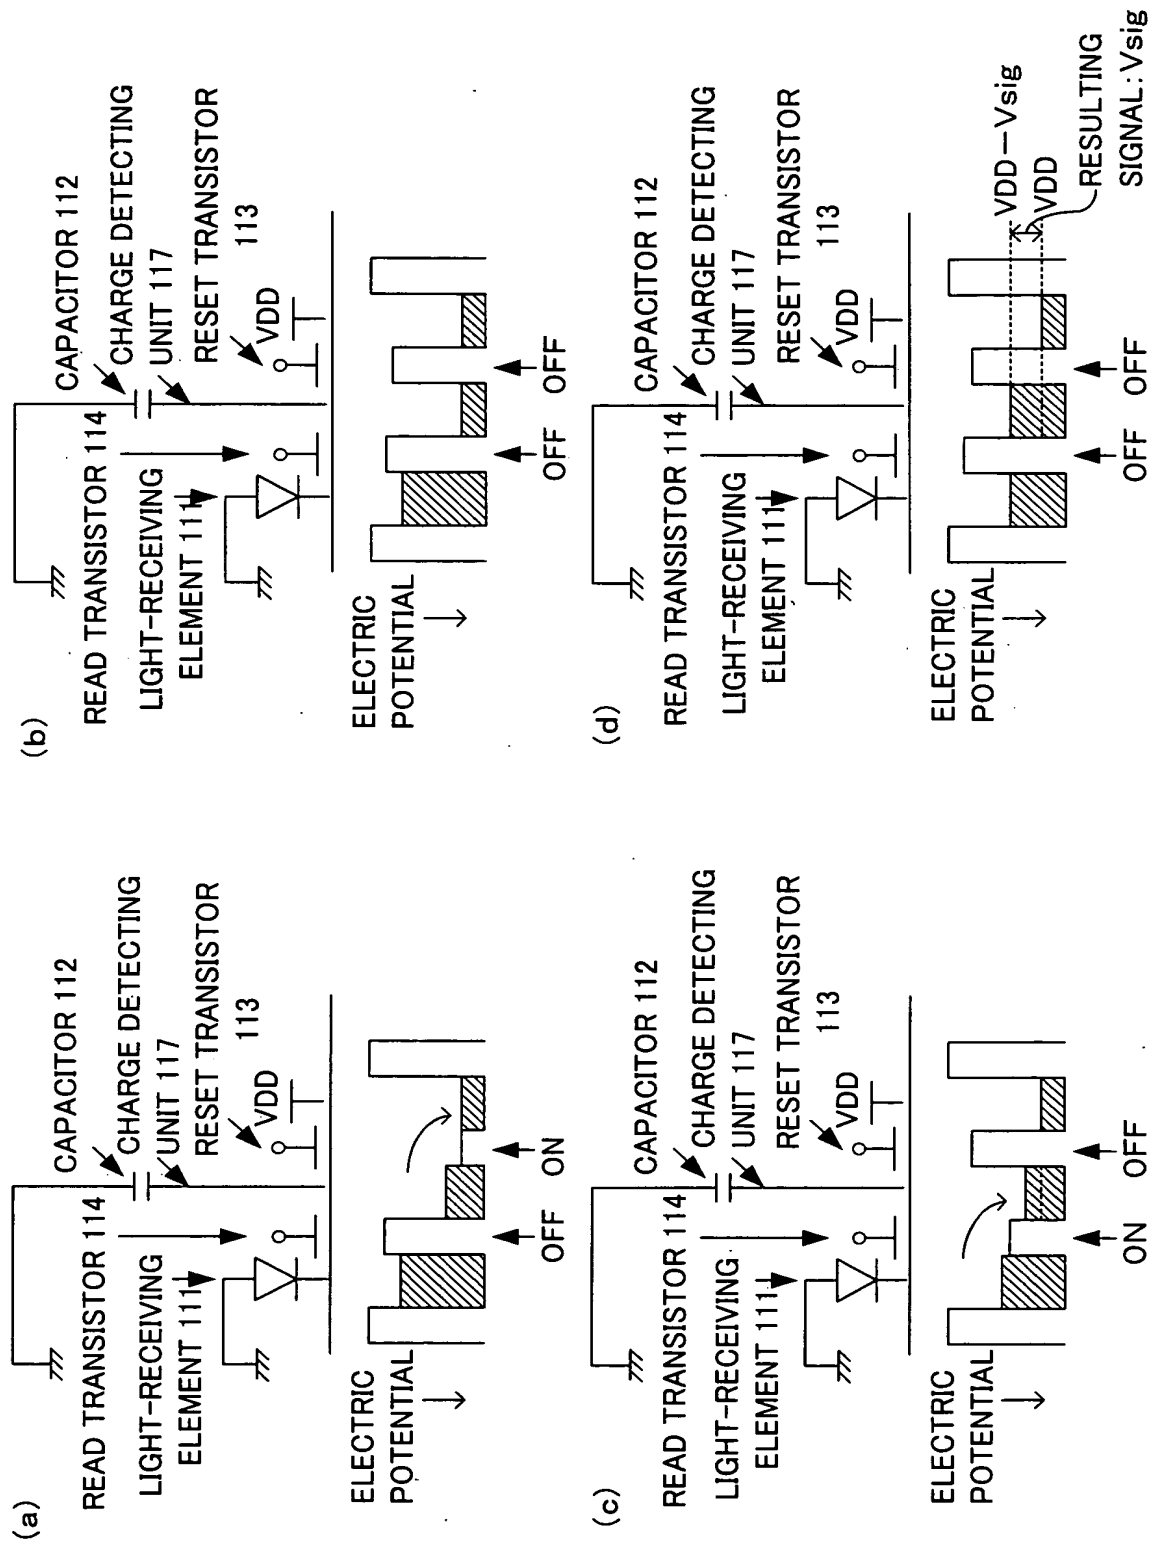 (a)
CAPACITOR 112
READ TRANSISTOR 114
CHARGE DETECTING
UNIT 117
LIGHT-RECEIVING
ELEMENT 111
RESET TRANSISTOR
113
VDD
ELECTRIC
POTENTIAL
OFF
ON
(b)
CAPACITOR 112
READ TRANSISTOR 114
CHARGE DETECTING
UNIT 117
LIGHT-RECEIVING
ELEMENT 111
RESET TRANSISTOR
113
VDD
ELECTRIC
POTENTIAL
OFF
OFF
(c)
CAPACITOR 112
READ TRANSISTOR 114
CHARGE DETECTING
UNIT 117
LIGHT-RECEIVING
ELEMENT 111
RESET TRANSISTOR
113
VDD
ELECTRIC
POTENTIAL
ON
OFF
(d)
CAPACITOR 112
READ TRANSISTOR 114
CHARGE DETECTING
UNIT 117
LIGHT-RECEIVING
ELEMENT 111
RESET TRANSISTOR
113
VDD
ELECTRIC
POTENTIAL
VDD−Vsig
VDD
RESULTING
SIGNAL:Vsig
OFF
OFF